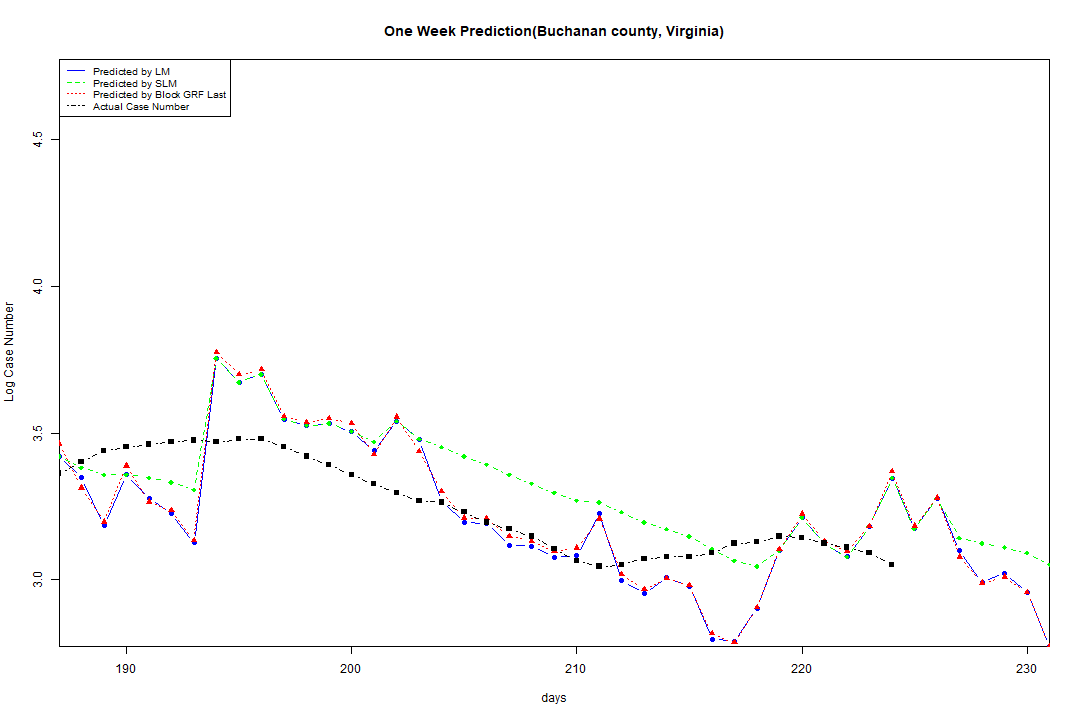 One Week Prediction(Buchanan county, Virginia)
Predicted by LM
Predicted by SLM
Predicted by Block GRF Last
Actual Case Number
4.5
4.0
3.5
3.0
Log Case Number
190 200 210 220 230
days